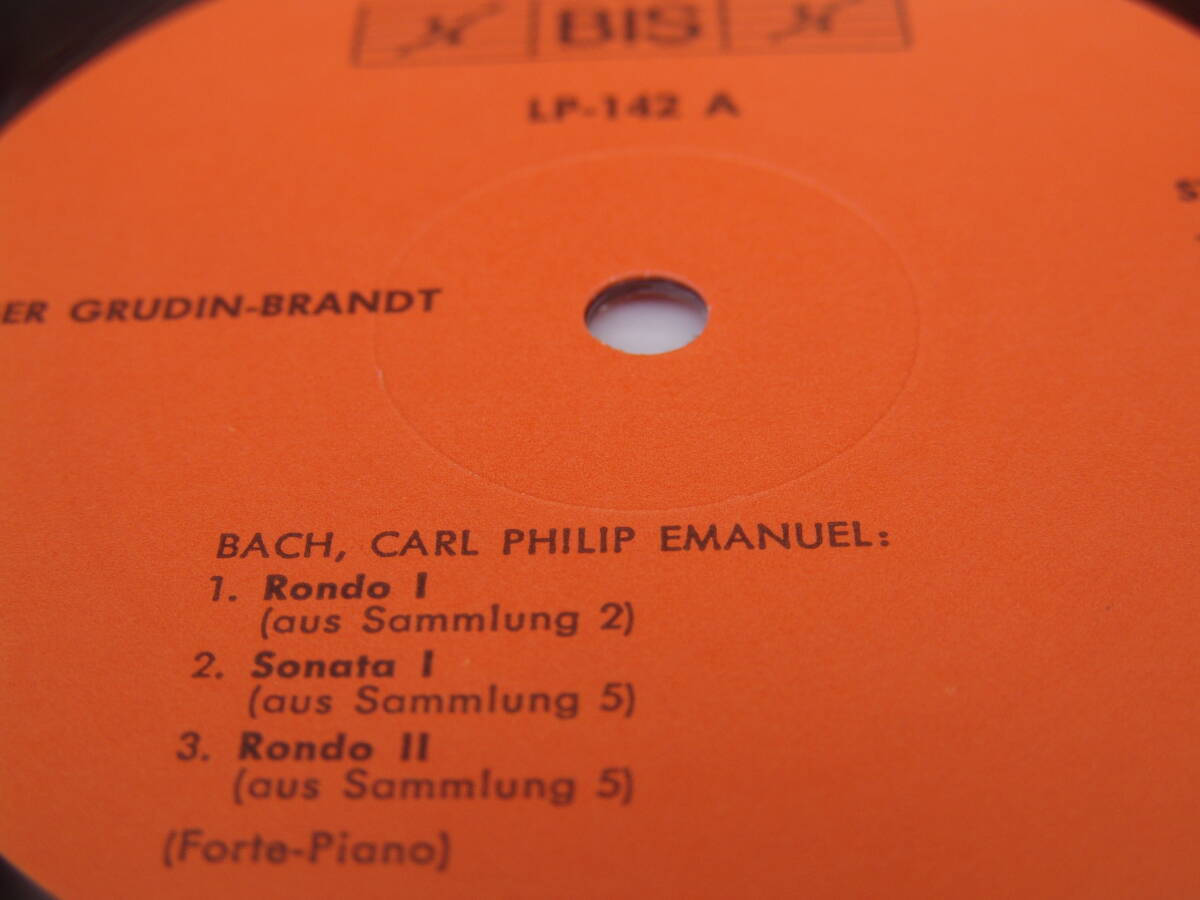 BIS
LP-142 A
ER GRUDIN-BRANDT
BACH, CARL PHILIP EMANUEL:
1. Rondo I
(aus Sammlung 2)
2. Sonata I
(aus Sammlung 5)
3. Rondo II
(aus Sammlung 5)
(Forte-Piano)